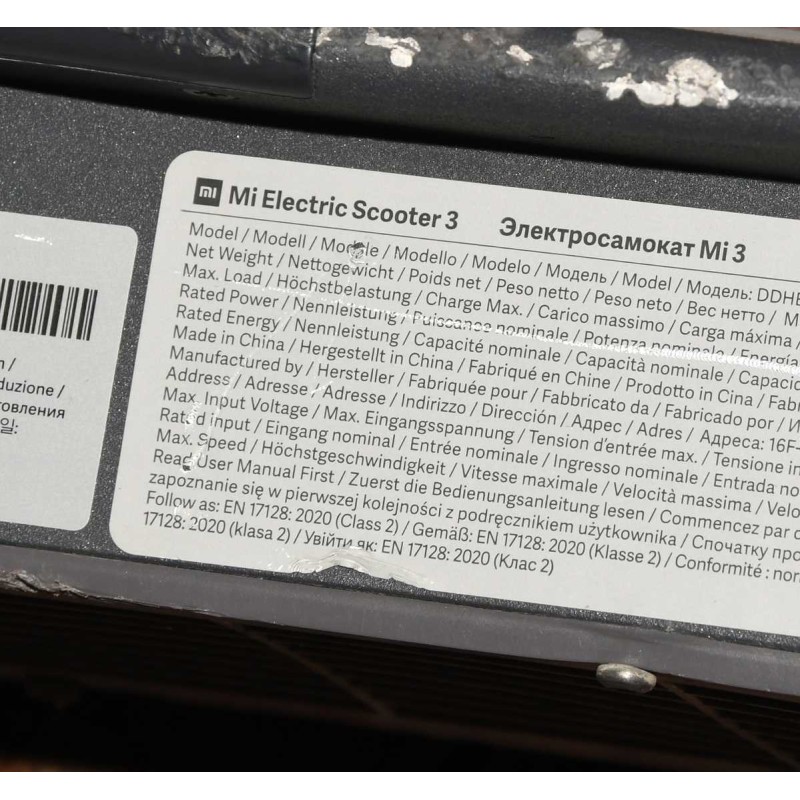 mi Mi Electric Scooter 3 Электросамокат Mi 3
Model / Modell / Modèle / Modello / Modelo / Модель / Model / Модель: DDHB
Net Weight / Nettogewicht / Poids net / Peso netto / Peso neto / Вес нетто / M
Max. Load / Höchstbelastung / Charge Max. / Carico massimo / Carga máxima /
Rated Power / Nennleistung / Puissance nominale / Potenza nominale / Energía
Rated Energy / Nennleistung / Capacité nominale / Capacità nominale / Capacid
Made in China / Hergestellt in China / Fabriqué en Chine / Prodotto in Cina / Fab
Manufactured by / Hersteller / Fabriquée pour / Fabbricato da / Fabricado por / И
Address / Adresse / Adresse / Indirizzo / Dirección / Адрес / Adres / Адреса: 16F-
Max. Input Voltage / Max. Eingangsspannung / Tension d'entrée max. / Tensione in
Rated input / Eingang nominal / Entrée nominale / Ingresso nominale / Entrada no
Max. Speed / Höchstgeschwindigkeit / Vitesse maximale / Velocità massima / Velo
Read User Manual First / Zuerst die Bedienungsanleitung lesen / Commencez par c
zapoznanie się w pierwszej kolejności z podręcznikiem użytkownika / Спочатку про
Follow as: EN 17128: 2020 (Class 2) / Gemäß: EN 17128: 2020 (Klasse 2) / Conformité : nor
17128: 2020 (klasa 2) / Увійти як: EN 17128: 2020 (Клас 2)
n /
duzione /
отовления
일: